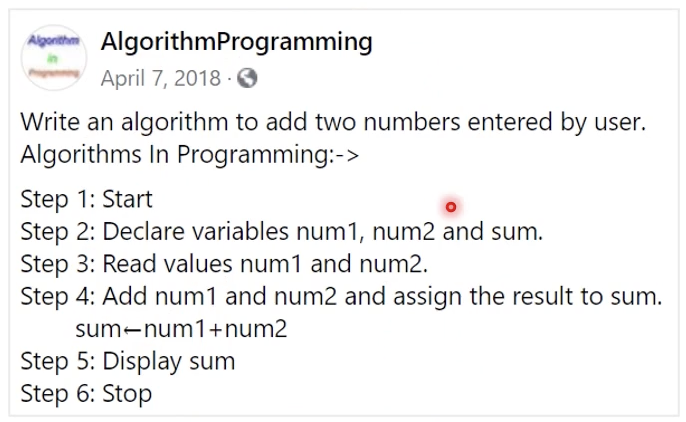 Algorithm
in
Programming
AlgorithmProgramming
April 7, 2018 ·
Write an algorithm to add two numbers entered by user.
Algorithms In Programming:->
Step 1: Start
Step 2: Declare variables num1, num2 and sum.
Step 3: Read values num1 and num2.
Step 4: Add num1 and num2 and assign the result to sum.
sum←num1+num2
Step 5: Display sum
Step 6: Stop